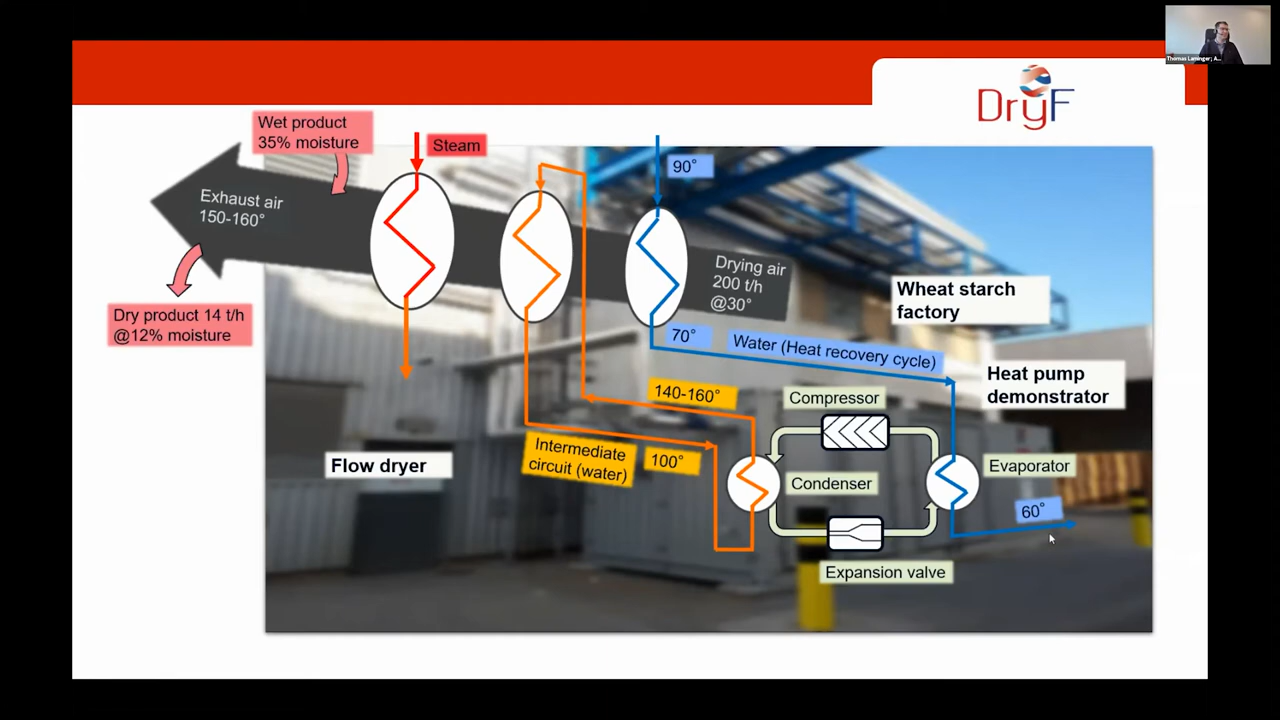 Thomas Laminger; A...
DryF
Wet product
35% moisture
Steam
90°
Exhaust air
150-160°
Drying air
200 t/h
@30°
Wheat starch
factory
Dry product 14 t/h
@12% moisture
70°
Water (Heat recovery cycle)
Heat pump
demonstrator
140-160°
Compressor
Intermediate
circuit (water)
100°
Flow dryer
Condenser
Evaporator
60°
Expansion valve